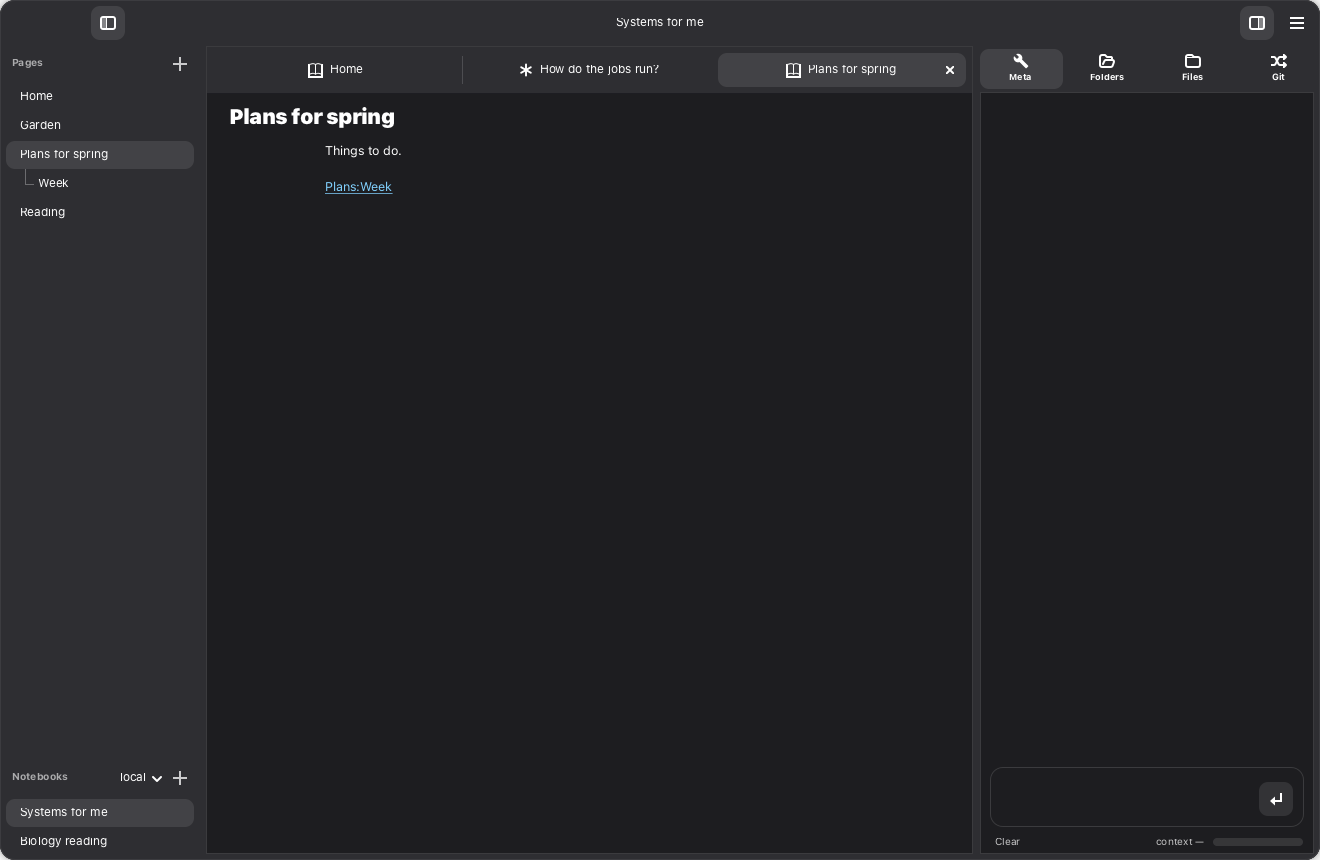 Systems for me
Pages
Home
Garden
Plans for spring
Week
Reading
Notebooks
local
Systems for me
Biology reading
Home
How do the jobs run?
Plans for spring
Plans for spring
Things to do.
Plans:Week
Meta
Folders
Files
Git
Clear
context —